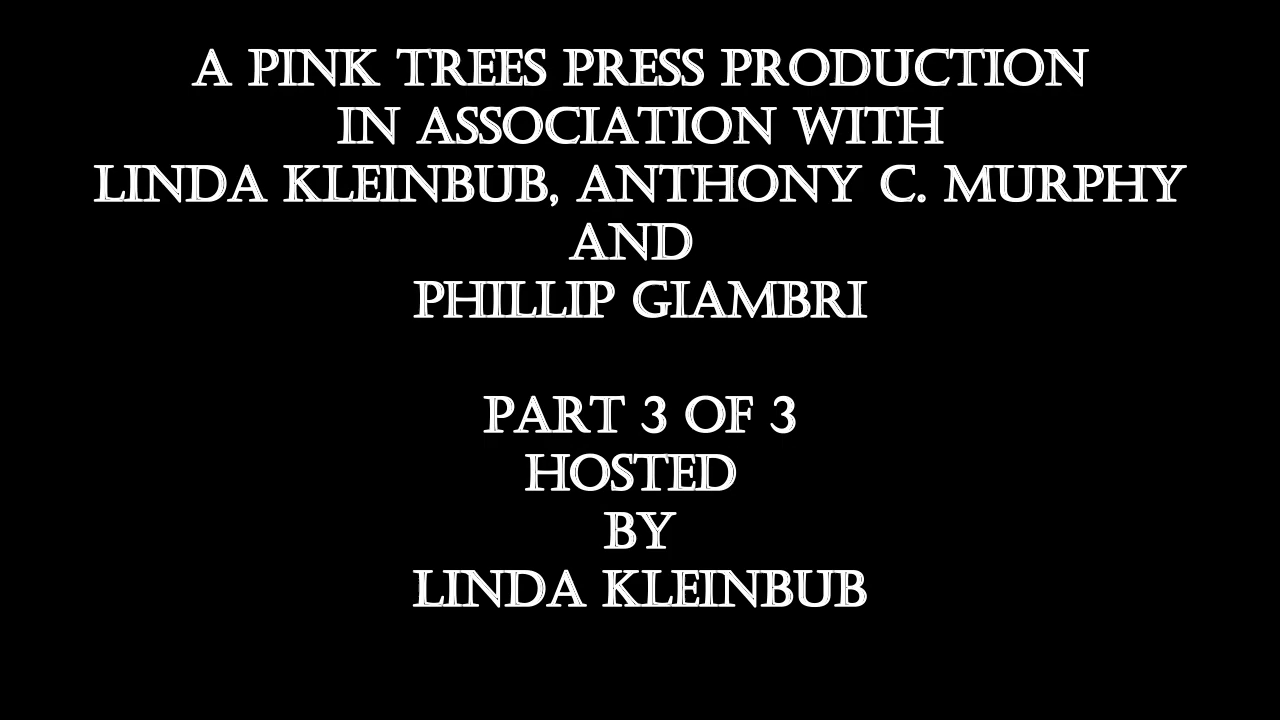 A PINK TREES PRESS PRODUCTION
IN ASSOCIATION WITH
LINDA KLEINBUB, ANTHONY C. MURPHY
AND
PHILLIP GIAMBRI
PART 3 OF 3
HOSTED
BY
LINDA KLEINBUB